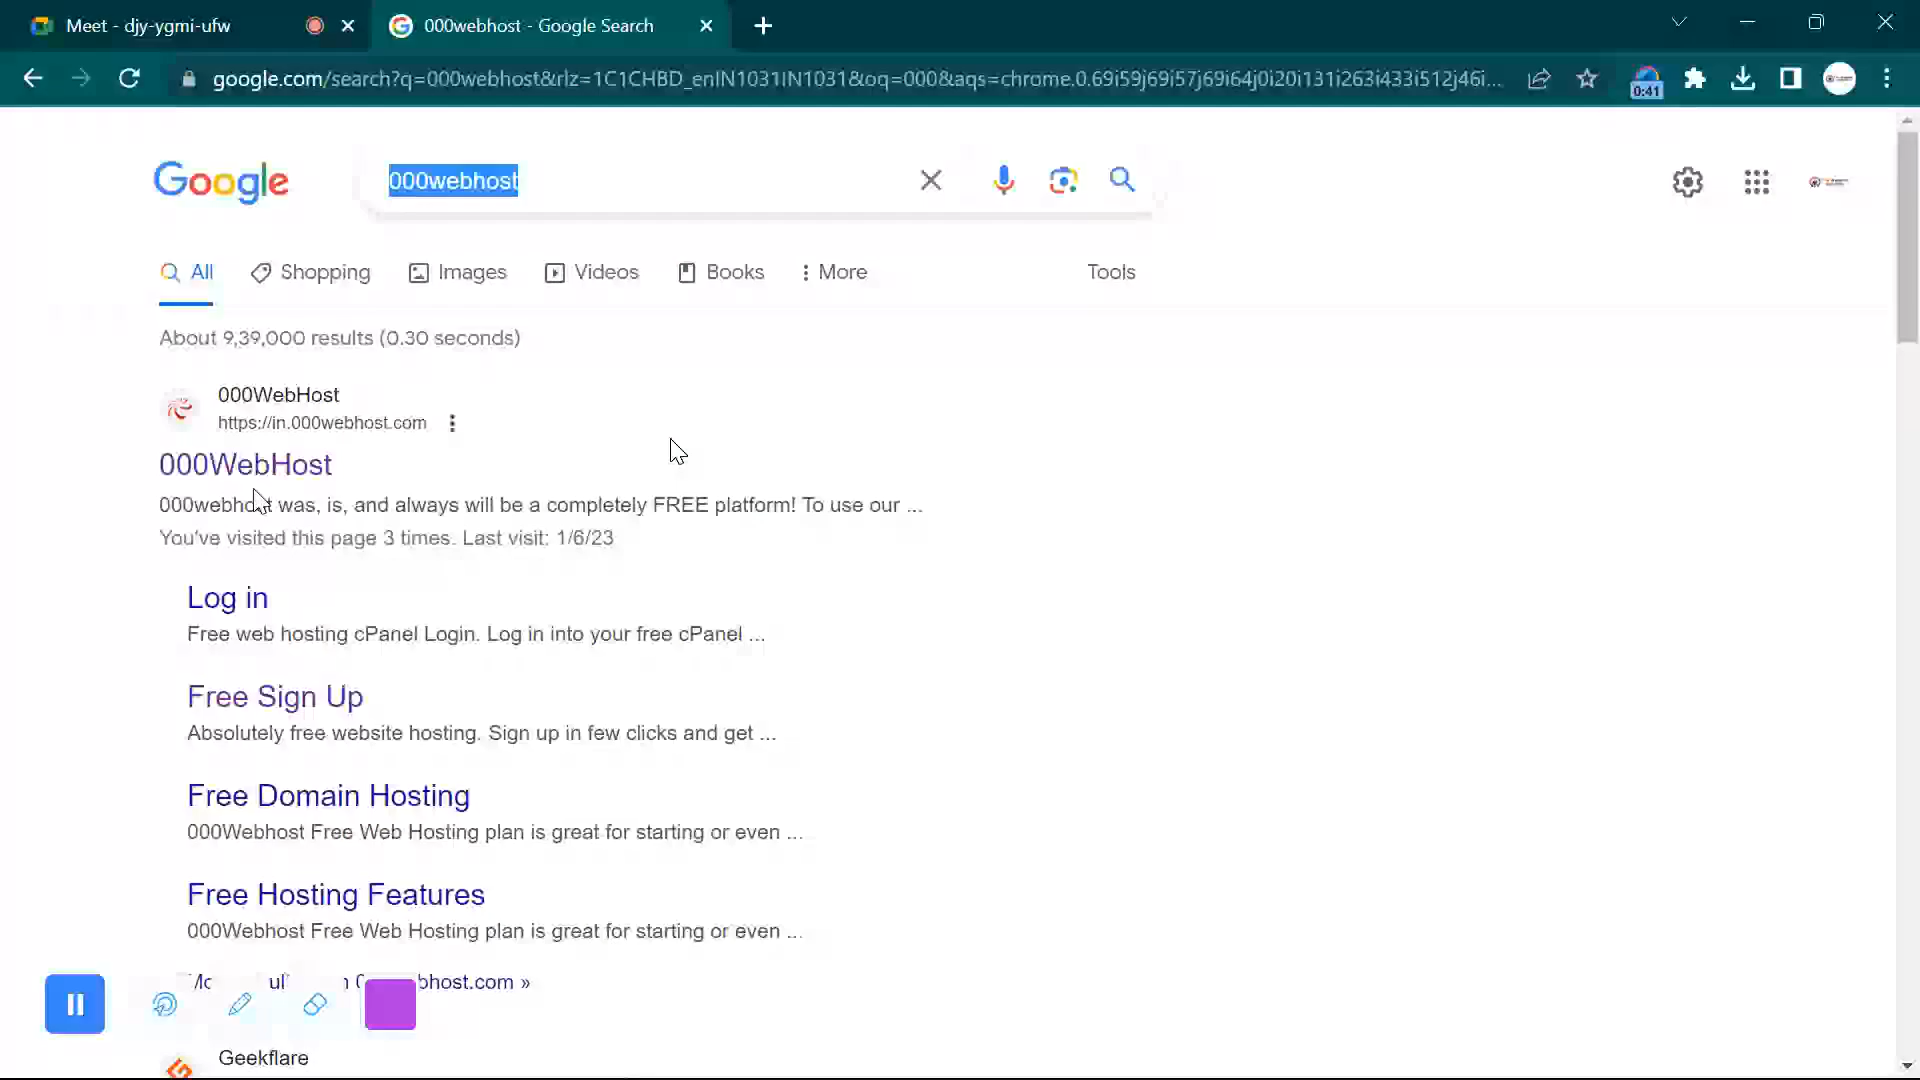 Meet - djy-ygmi-ufw
000webhost - Google Search
google.com/search?q=000webhost&rlz=1C1CHBD_enIN1031IN1031&oq=000&aqs=chrome.0.69i59j69i57j69i64j0i20i131i263i433i512j46i...
0:41
Google
000webhost
All
Shopping
Images
Videos
Books
More
Tools
About 9,39,000 results (0.30 seconds)
000WebHost
https://in.000webhost.com
000WebHost
000webhost was, is, and always will be a completely FREE platform! To use our ...
You've visited this page 3 times. Last visit: 1/6/23
Log in
Free web hosting cPanel Login. Log in into your free cPanel ...
Free Sign Up
Absolutely free website hosting. Sign up in few clicks and get ...
Free Domain Hosting
000Webhost Free Web Hosting plan is great for starting or even ...
Free Hosting Features
000Webhost Free Web Hosting plan is great for starting or even ...
bhost.com »
Geekflare